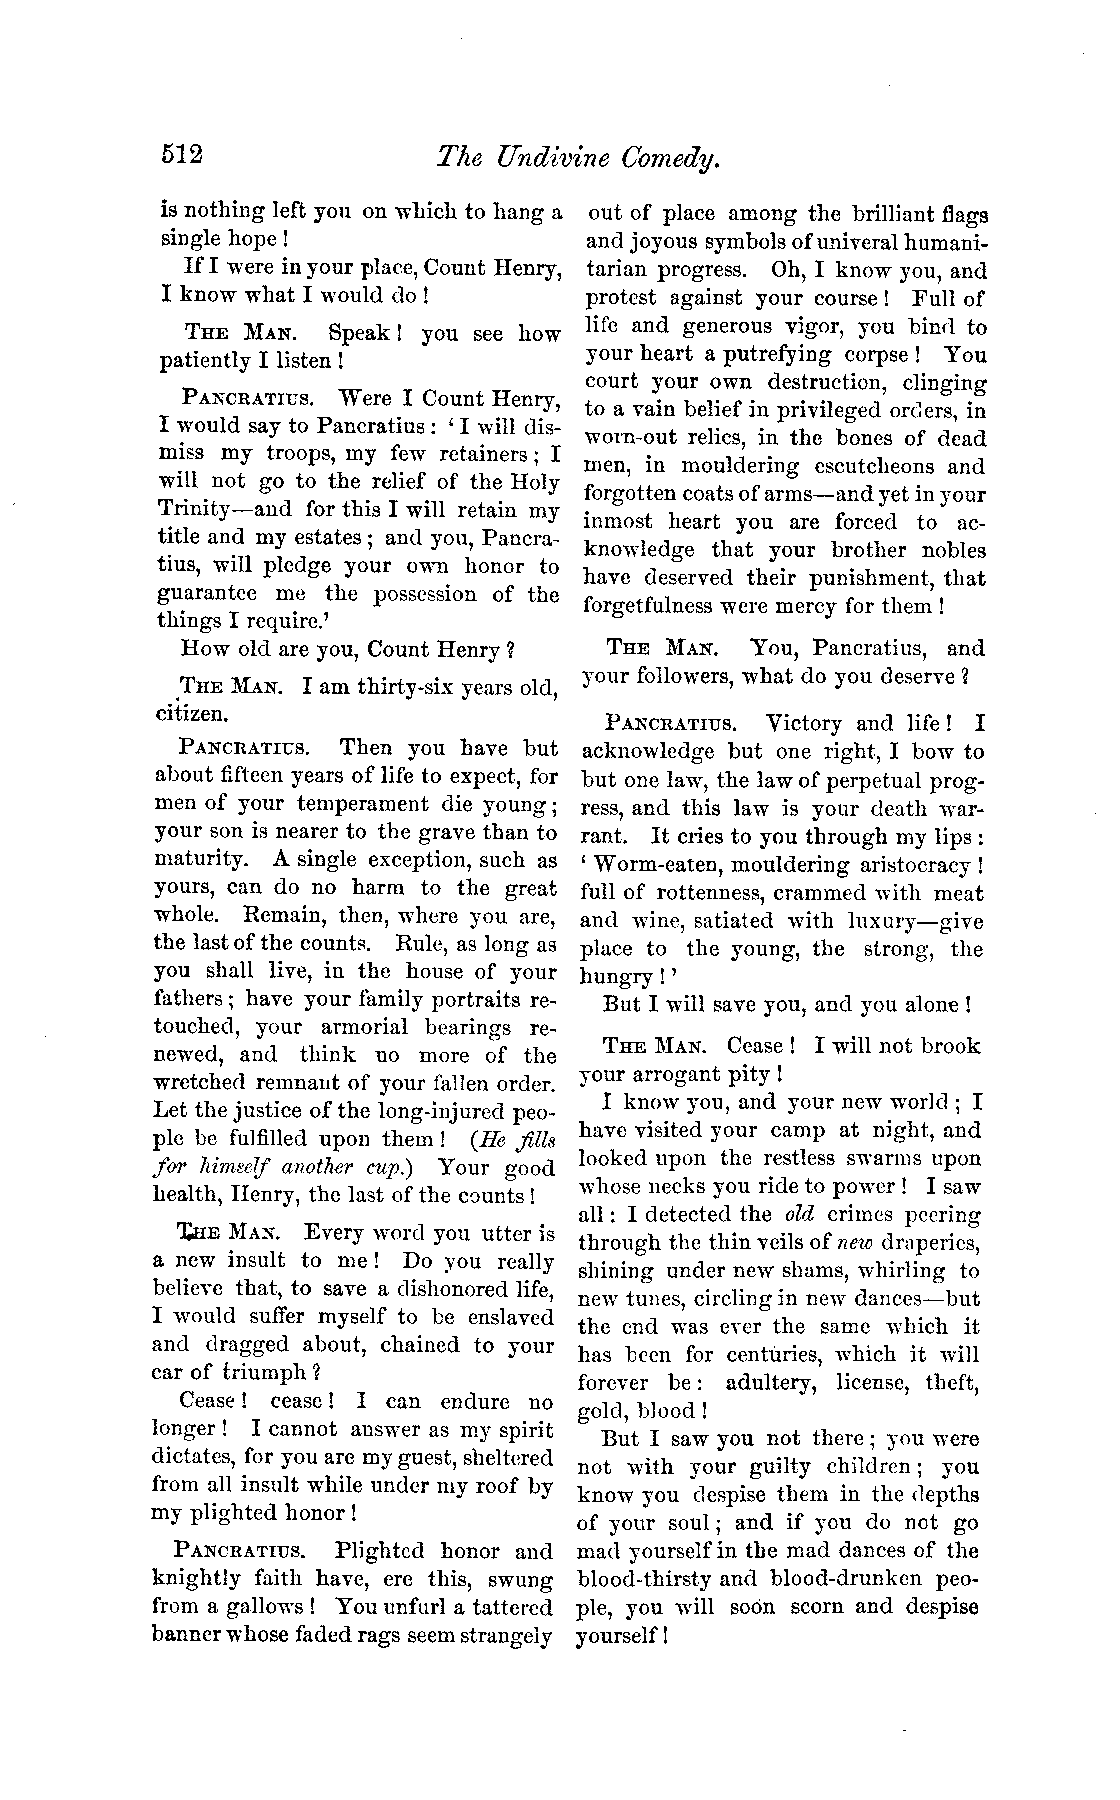 512
The Undivine Comedy.
is nothing left you on which to hang a
single hope!
If I were in your place, Count Henry,
I know what I would do!
THE MAN. Speak! you see how
patiently I listen!
PANCRATIUS. Were I Count Henry,
I would say to Pancratius: 'I will dis-
miss my troops, my few retainers; I
will not go to the relief of the Holy
Trinity—and for this I will retain my
title and my estates; and you, Pancra-
tius, will pledge your own honor to
guarantee me the possession of the
things I require.'
How old are you, Count Henry?
THE MAN. I am thirty-six years old,
citizen.
PANCRATIUS. Then you have but
about fifteen years of life to expect, for
men of your temperament die young;
your son is nearer to the grave than to
maturity. A single exception, such as
yours, can do no harm to the great
whole. Remain, then, where you are,
the last of the counts. Rule, as long as
you shall live, in the house of your
fathers; have your family portraits re-
touched, your armorial bearings re-
newed, and think no more of the
wretched remnant of your fallen order.
Let the justice of the long-injured peo-
ple be fulfilled upon them! (He fills
for himself another cup.) Your good
health, Henry, the last of the counts!
THE MAN. Every word you utter is
a new insult to me! Do you really
believe that, to save a dishonored life,
I would suffer myself to be enslaved
and dragged about, chained to your
car of triumph?
Cease! cease! I can endure no
longer! I cannot answer as my spirit
dictates, for you are my guest, sheltered
from all insult while under my roof by
my plighted honor!
PANCRATIUS. Plighted honor and
knightly faith have, ere this, swung
from a gallows! You unfurl a tattered
banner whose faded rags seem strangely
out of place among the brilliant flags
and joyous symbols of univeral humani-
tarian progress. Oh, I know you, and
protest against your course! Full of
life and generous vigor, you bind to
your heart a putrefying corpse! You
court your own destruction, clinging
to a vain belief in privileged orders, in
worn-out relics, in the bones of dead
men, in mouldering escutcheons and
forgotten coats of arms—and yet in your
inmost heart you are forced to ac-
knowledge that your brother nobles
have deserved their punishment, that
forgetfulness were mercy for them!
THE MAN. You, Pancratius, and
your followers, what do you deserve?
PANCRATIUS. Victory and life! I
acknowledge but one right, I bow to
but one law, the law of perpetual prog-
ress, and this law is your death war-
rant. It cries to you through my lips:
'Worm-eaten, mouldering aristocracy!
full of rottenness, crammed with meat
and wine, satiated with luxury—give
place to the young, the strong, the
hungry!'
But I will save you, and you alone!
THE MAN. Cease! I will not brook
your arrogant pity!
I know you, and your new world; I
have visited your camp at night, and
looked upon the restless swarms upon
whose necks you ride to power! I saw
all: I detected the old crimes peering
through the thin veils of new draperies,
shining under new shams, whirling to
new tunes, circling in new dances—but
the end was ever the same which it
has been for centuries, which it will
forever be: adultery, license, theft,
gold, blood!
But I saw you not there; you were
not with your guilty children; you
know you despise them in the depths
of your soul; and if you do not go
mad yourself in the mad dances of the
blood-thirsty and blood-drunken peo-
ple, you will soon scorn and despise
yourself!